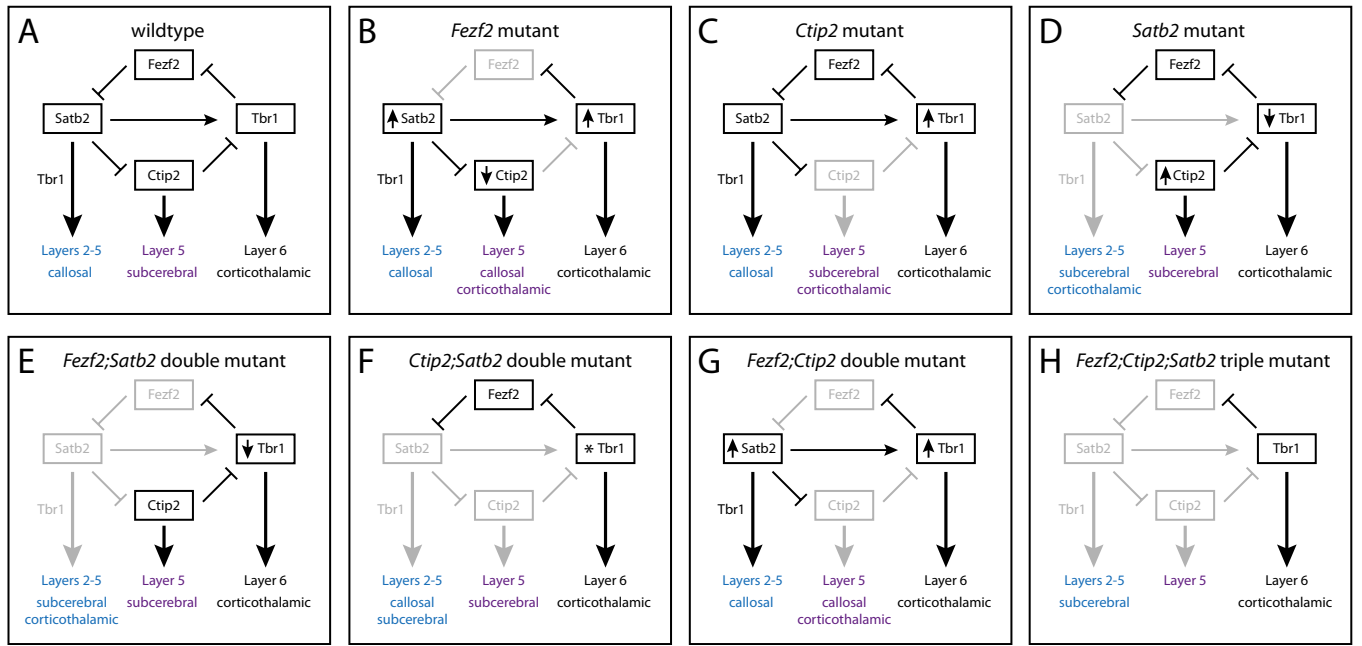 A
wildtype
Fezf2
Satb2
Tbr1
Ctip2
Tbr1
Layers 2-5
callosal
Layer 5
subcerebral
Layer 6
corticothalamic
B
Fezf2 mutant
Fezf2
Satb2
Tbr1
Ctip2
Tbr1
Layers 2-5
callosal
Layer 5
callosal
corticothalamic
Layer 6
corticothalamic
C
Ctip2 mutant
Fezf2
Satb2
Tbr1
Ctip2
Tbr1
Layers 2-5
callosal
Layer 5
subcerebral
corticothalamic
Layer 6
corticothalamic
D
Satb2 mutant
Fezf2
Satb2
Tbr1
Ctip2
Tbr1
Layers 2-5
subcerebral
corticothalamic
Layer 5
subcerebral
Layer 6
corticothalamic
E
Fezf2;Satb2 double mutant
Fezf2
Satb2
Tbr1
Ctip2
Tbr1
Layers 2-5
subcerebral
corticothalamic
Layer 5
subcerebral
Layer 6
corticothalamic
F
Ctip2;Satb2 double mutant
Fezf2
Satb2
* Tbr1
Ctip2
Tbr1
Layers 2-5
callosal
subcerebral
Layer 5
subcerebral
Layer 6
corticothalamic
G
Fezf2;Ctip2 double mutant
Fezf2
Satb2
Tbr1
Ctip2
Tbr1
Layers 2-5
callosal
Layer 5
callosal
corticothalamic
Layer 6
corticothalamic
H
Fezf2;Ctip2;Satb2 triple mutant
Fezf2
Satb2
Tbr1
Ctip2
Tbr1
Layers 2-5
subcerebral
Layer 5
Layer 6
corticothalamic